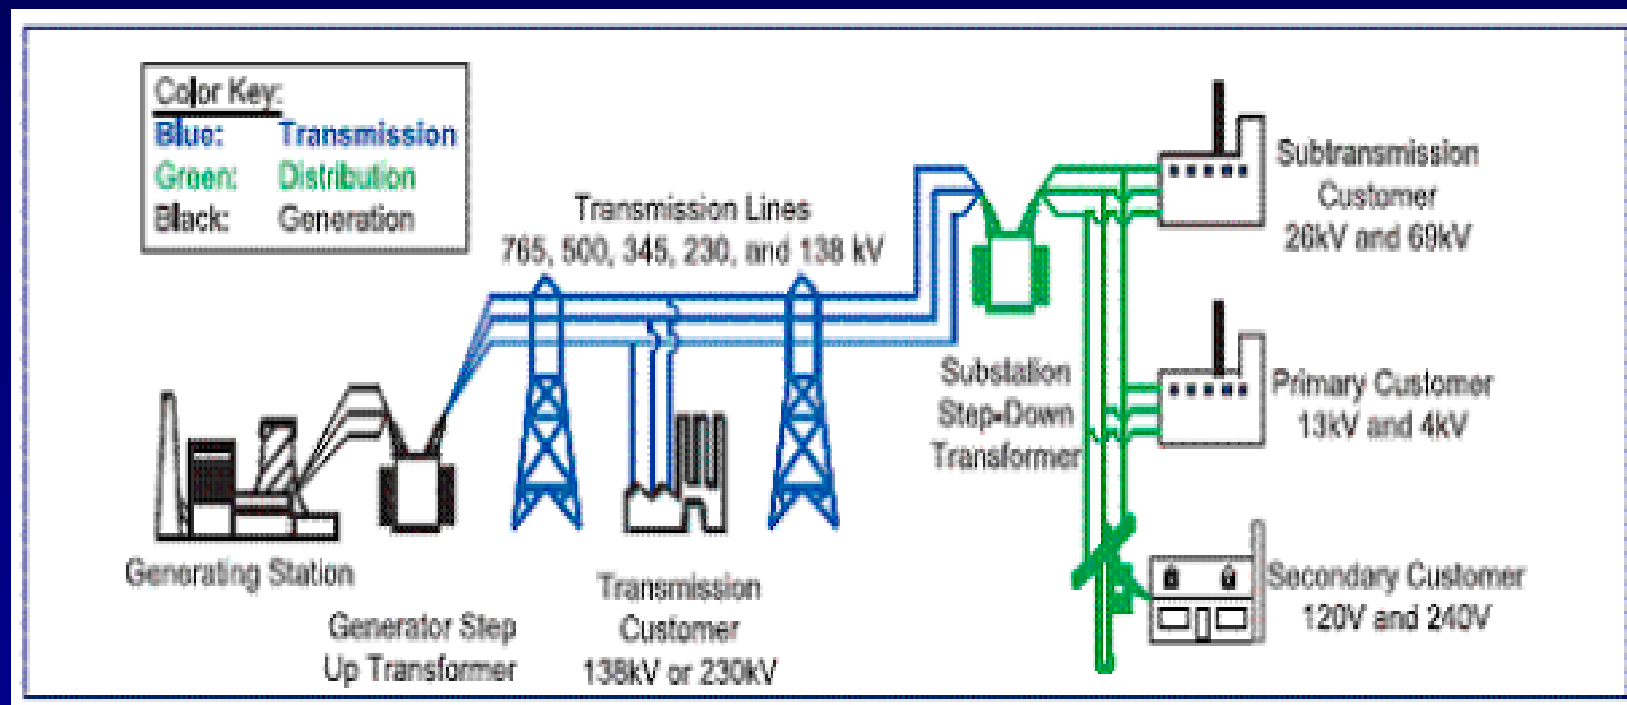 Color Key:
Blue: Transmission
Green: Distribution
Black: Generation
Transmission Lines
765, 500, 345, 230, and 138 kV
Subtransmission
Customer
26kV and 69kV
Substation
Step-Down
Transformer
Primary Customer
13kV and 4kV
Generating Station
Generator Step
Up Transformer
Transmission
Customer
138kV or 230kV
Secondary Customer
120V and 240V